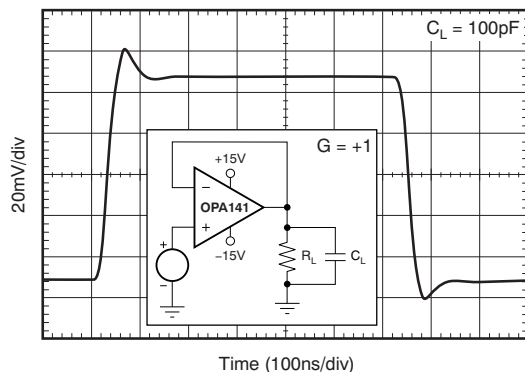 C_L = 100pF
20mV/div
G = +1
+15V
−
OPA141
+
+
−15V
−
R_L
C_L
Time (100ns/div)